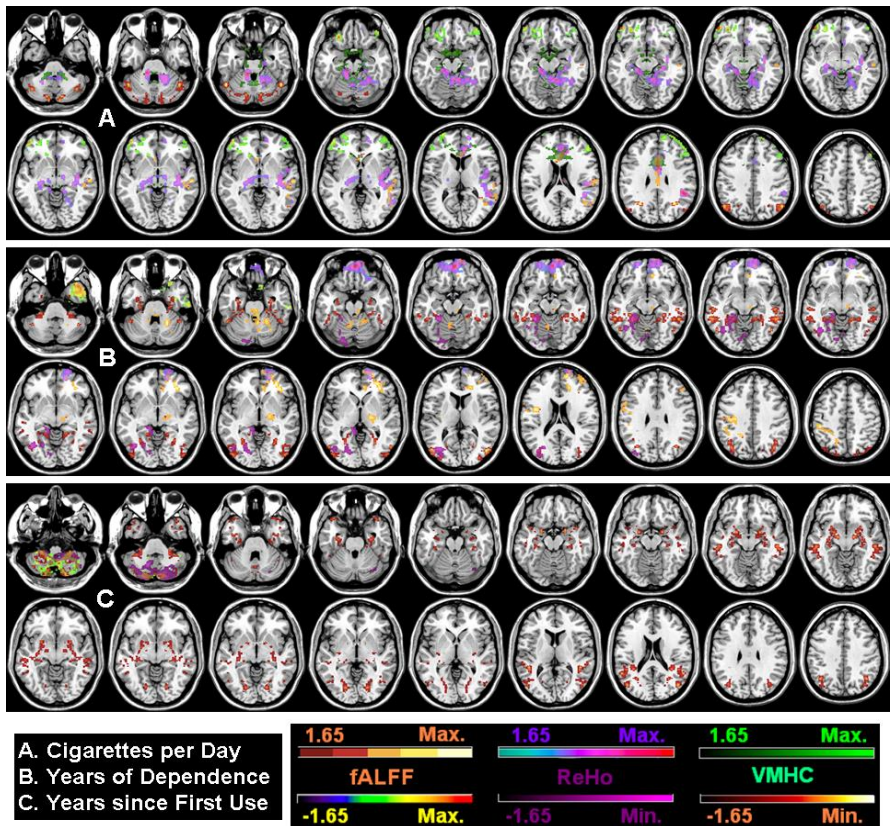 A
B
C
A. Cigarettes per Day
B. Years of Dependence
C. Years since First Use
1.65 Max.
fALFF
-1.65 Max.
1.65 Max.
ReHo
-1.65 Min.
1.65 Max.
VMHC
-1.65 Min.